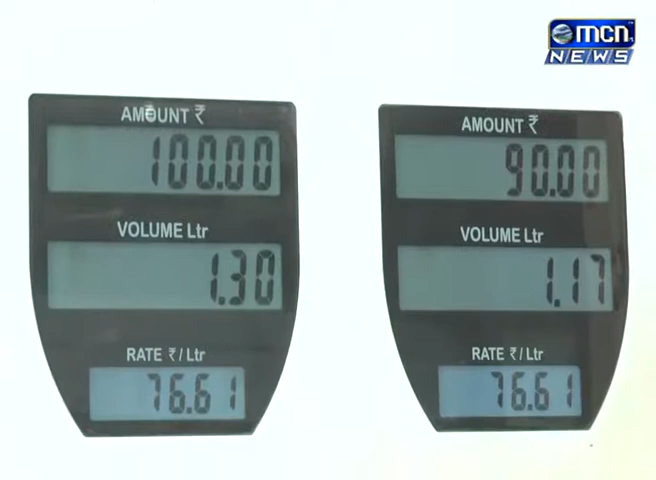 mcn
NEWS
AMOUNT ₹
100.00
VOLUME Ltr
1.30
RATE ₹/Ltr
76.61
AMOUNT ₹
90.00
VOLUME Ltr
1.17
RATE ₹/Ltr
76.61